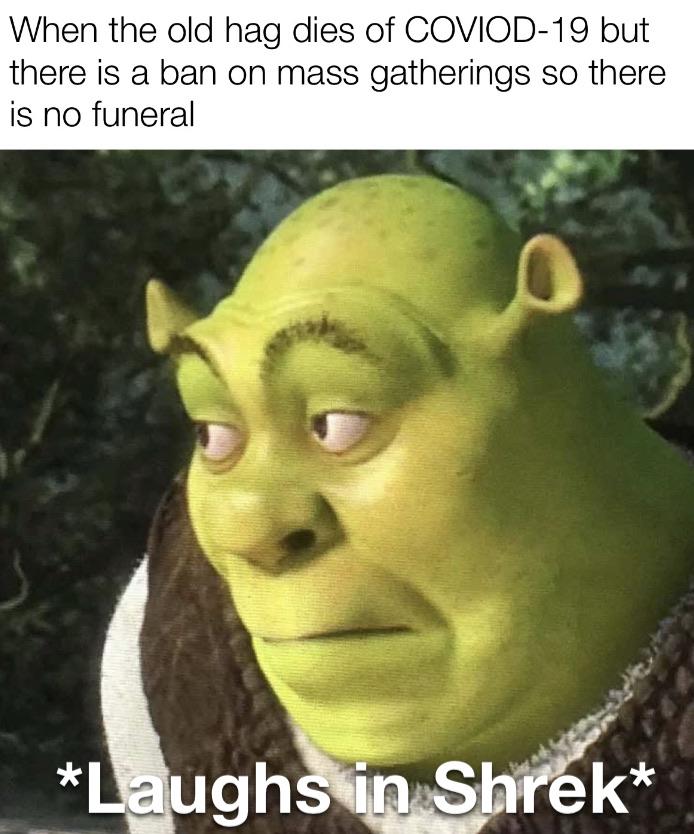 When the old hag dies of COVIOD-19 but
there is a ban on mass gatherings so there
is no funeral
*Laughs in Shrek*